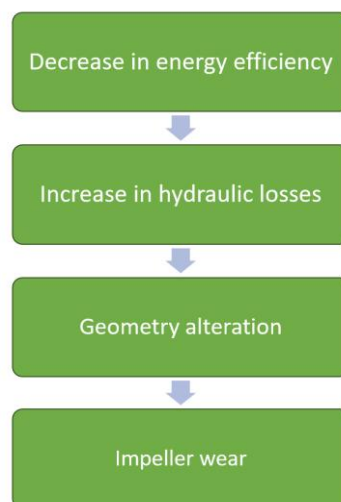 Decrease in energy efficiency
Increase in hydraulic losses
Geometry alteration
Impeller wear